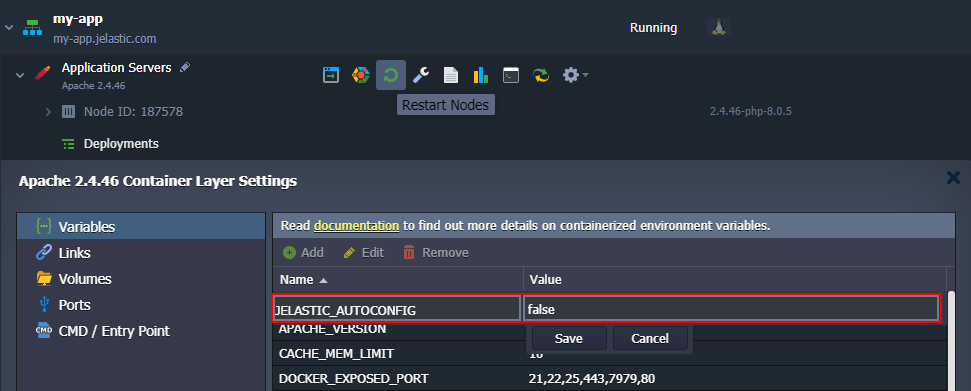 my-app
my-app.jelastic.com
Running
Application Servers
Apache 2.4.46
Restart Nodes
Node ID: 187578
2.4.46-php-8.0.5
Deployments
Apache 2.4.46 Container Layer Settings
Variables
Links
Volumes
Ports
CMD CMD / Entry Point
Read documentation to find out more details on containerized environment variables.
Add Edit Remove
Name Value
JELASTIC_AUTOCONFIG false
APACHE_VERSION
Save Cancel
CACHE_MEM_LIMIT
DOCKER_EXPOSED_PORT 21,22,25,443,7979,80